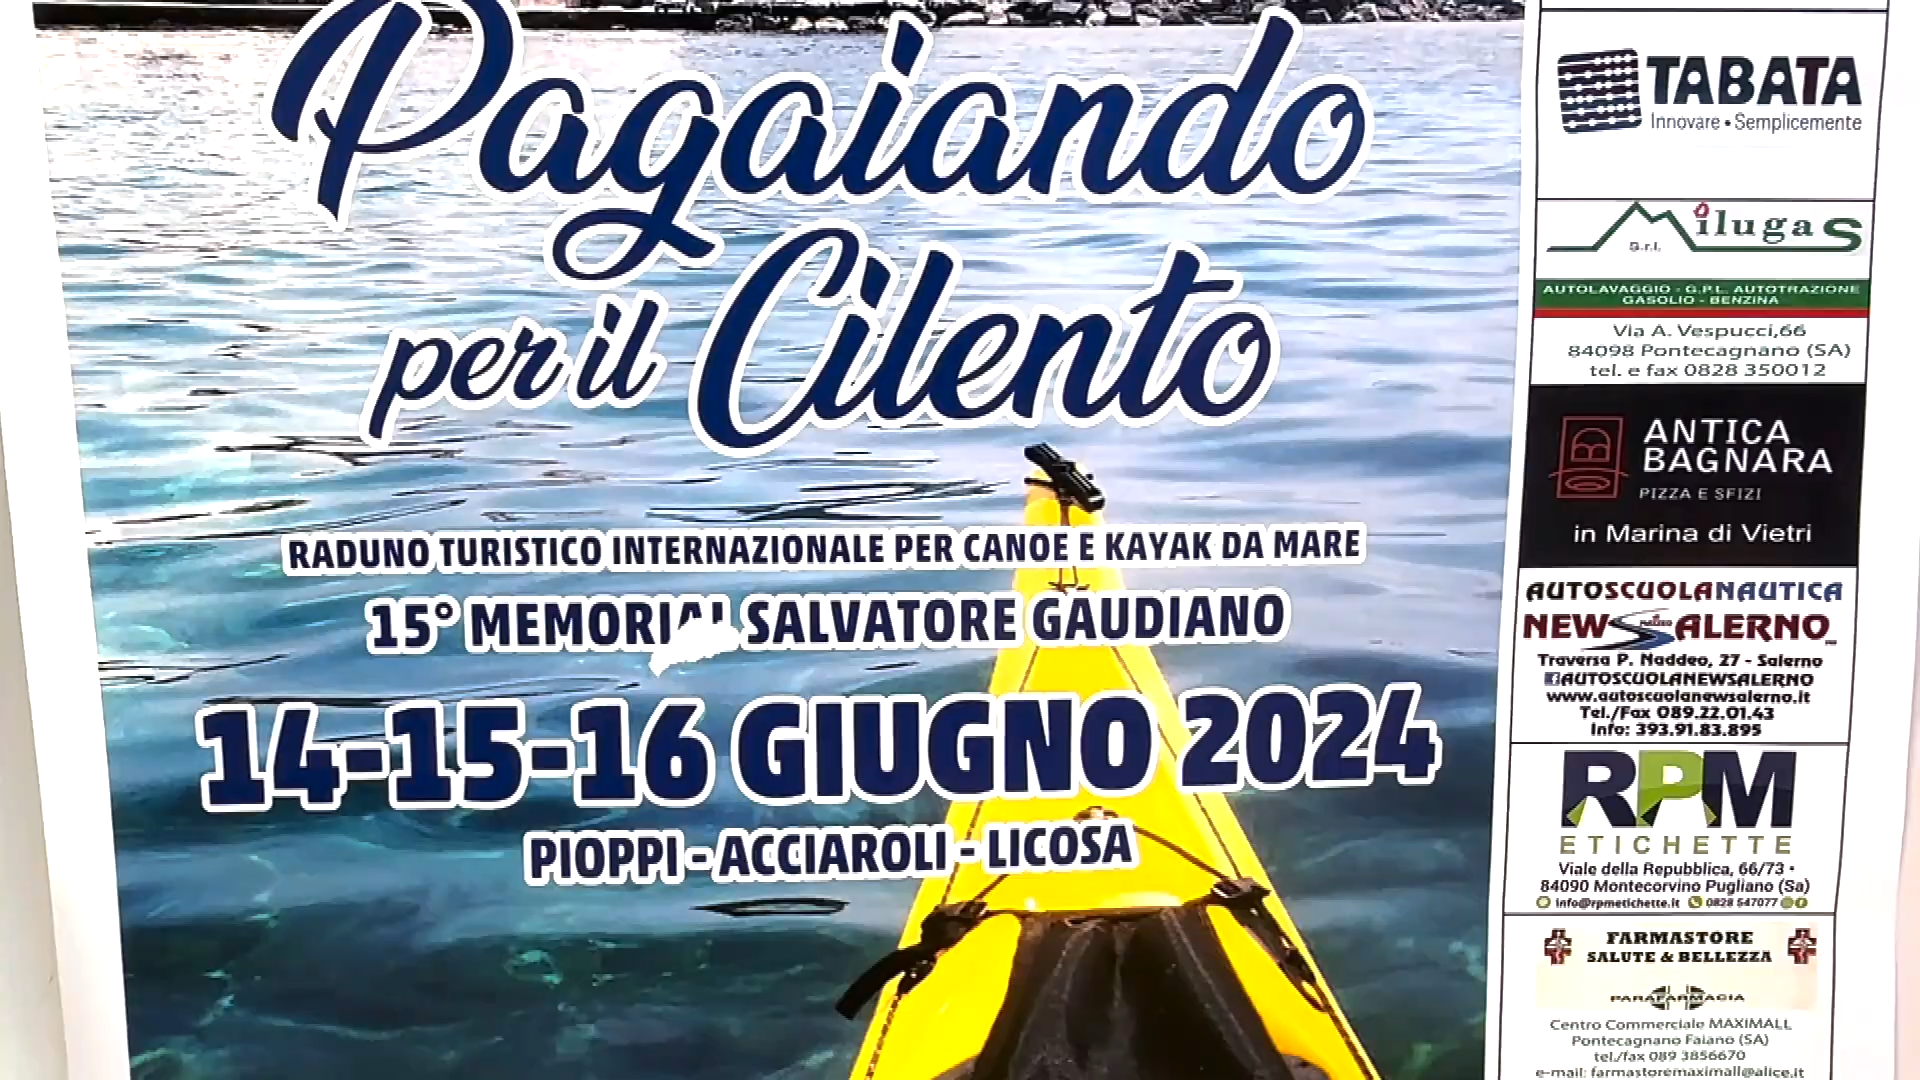 Pagaiando
per il Cilento
RADUNO TURISTICO INTERNAZIONALE PER CANOE E KAYAK DA MARE
15° MEMORIAL SALVATORE GAUDIANO
14-15-16 GIUGNO 2024
PIOPPI - ACCIAROLI - LICOSA
TABATA
Innovare • Semplicemente
Milugas
S.r.l.
AUTOLAVAGGIO - G.P.L. AUTOTRAZIONE
GASOLIO - BENZINA
Via A. Vespucci,66
84098 Pontecagnano (SA)
tel. e fax 0828 350012
ANTICA
BAGNARA
PIZZA E SFIZI
in Marina di Vietri
AUTOSCUOLANAUTICA
NEW SALERNO
Traversa P. Naddeo, 27 - Salerno
AUTOSCUOLANEWSALERNO
www.autoscuolanewsalerno.it
Tel./Fax 089.22.01.43
Info: 393.91.83.895
RPM
ETICHETTE
Viale della Repubblica, 66/73 •
84090 Montecorvino Pugliano (Sa)
info@rpmetichette.it 0828 547077
FARMASTORE
SALUTE & BELLEZZA
PARAFARMACIA
Centro Commerciale MAXIMALL
Pontecagnano Faiano (SA)
tel./fax 089 3856670
e-mail: farmastoremaximall@alice.it